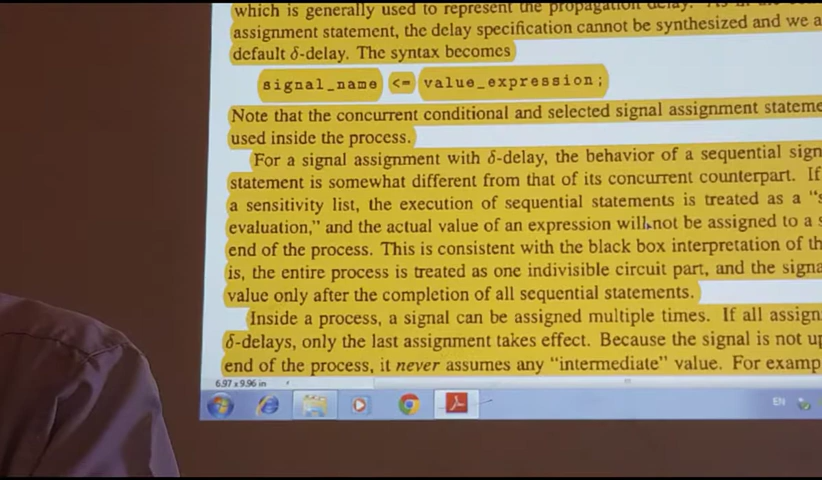 which is generally used to represent the propagation delay.
assignment statement, the delay specification cannot be synthesized and we a
default δ-delay. The syntax becomes
signal_name <= value_expression;
Note that the concurrent conditional and selected signal assignment stateme
used inside the process.
For a signal assignment with δ-delay, the behavior of a sequential sign
statement is somewhat different from that of its concurrent counterpart. If
a sensitivity list, the execution of sequential statements is treated as a "s
evaluation," and the actual value of an expression will not be assigned to a s
end of the process. This is consistent with the black box interpretation of th
is, the entire process is treated as one indivisible circuit part, and the signa
value only after the completion of all sequential statements.
Inside a process, a signal can be assigned multiple times. If all assign
δ-delays, only the last assignment takes effect. Because the signal is not up
end of the process, it never assumes any "intermediate" value. For examp
6.97 x 9.96 in
EN